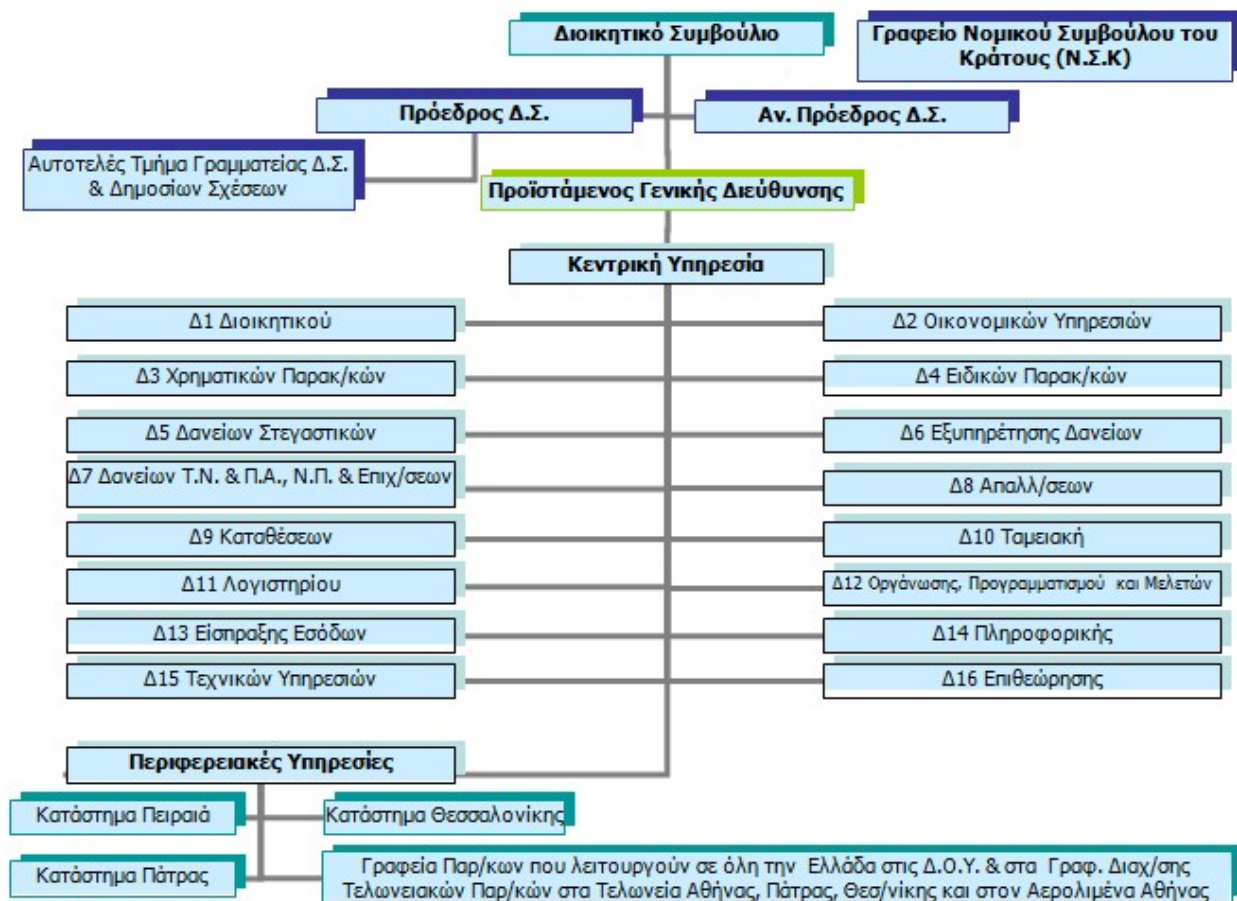 Διοικητικό Συμβούλιο
Γραφείο Νομικού Συμβούλου του
Κράτους (Ν.Σ.Κ)
Πρόεδρος Δ.Σ.
Αν. Πρόεδρος Δ.Σ.
Αυτοτελές Τμήμα Γραμματείας Δ.Σ.
& Δημοσίων Σχέσεων
Προϊστάμενος Γενικής Διεύθυνσης
Κεντρική Υπηρεσία
Δ1 Διοικητικού
Δ2 Οικονομικών Υπηρεσιών
Δ3 Χρηματικών Παρακ/κών
Δ4 Ειδικών Παρακ/κών
Δ5 Δανείων Στεγαστικών
Δ6 Εξυπηρέτησης Δανείων
Δ7 Δανείων Τ.Ν. & Π.Α., Ν.Π. & Επιχ/σεων
Δ8 Απαλλ/σεων
Δ9 Καταθέσεων
Δ10 Ταμειακή
Δ11 Λογιστηρίου
Δ12 Οργάνωσης, Προγραμματισμού και Μελετών
Δ13 Είσπραξης Εσόδων
Δ14 Πληροφορικής
Δ15 Τεχνικών Υπηρεσιών
Δ16 Επιθεώρησης
Περιφερειακές Υπηρεσίες
Κατάστημα Πειραιά
Κατάστημα Θεσσαλονίκης
Κατάστημα Πάτρας
Γραφεία Παρ/κων που λειτουργούν σε όλη την Ελλάδα στις Δ.Ο.Υ. & στα Γραφ. Διαχ/σης
Τελωνειακών Παρ/κών στα Τελωνεία Αθήνας, Πάτρας, Θεσ/νίκης και στον Αερολιμένα Αθήνας